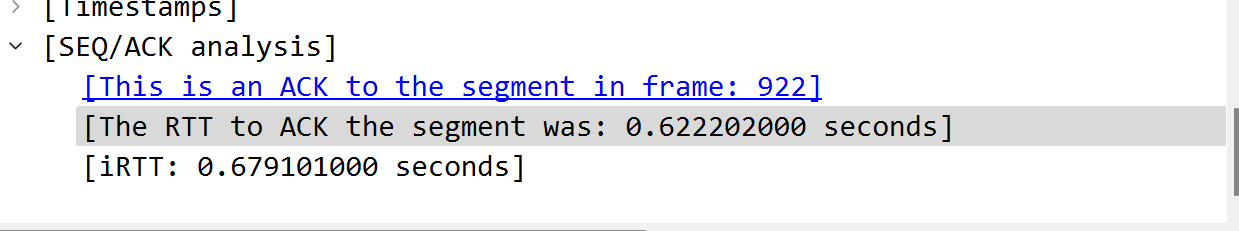 [Timestamps]
[SEQ/ACK analysis]
[This is an ACK to the segment in frame: 922]
[The RTT to ACK the segment was: 0.622202000 seconds]
[iRTT: 0.679101000 seconds]